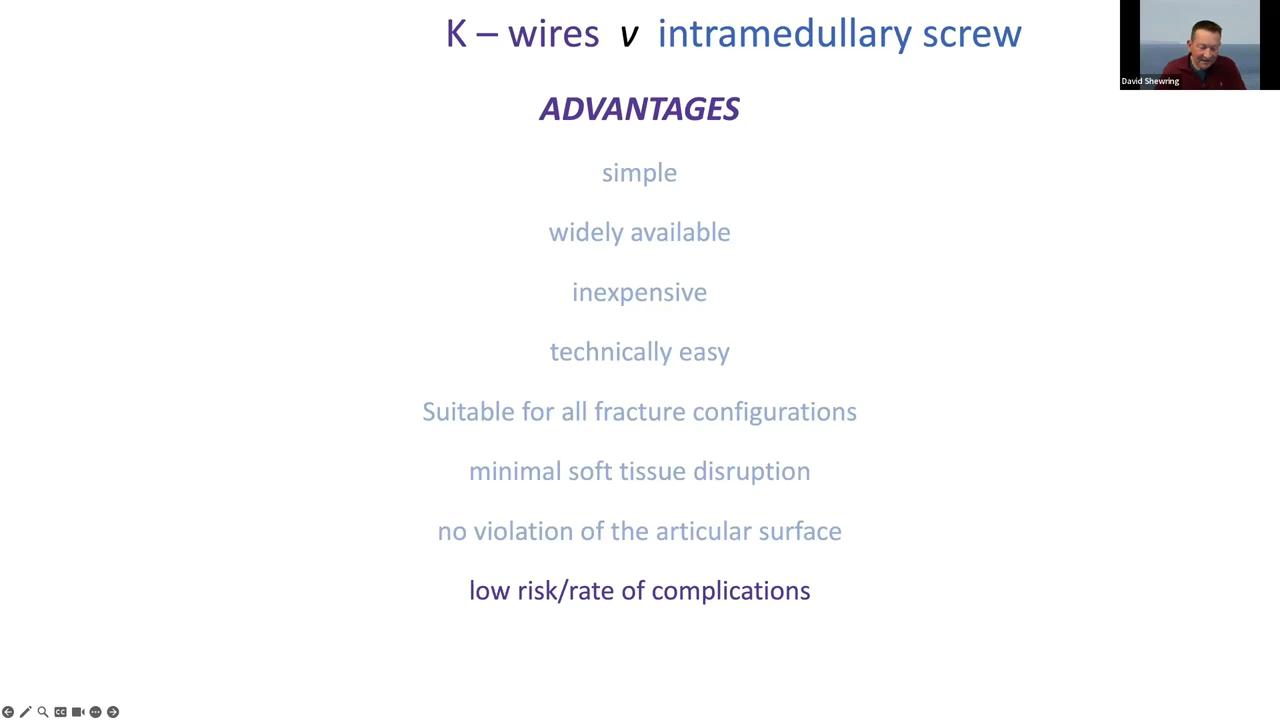 K – wires v intramedullary screw
David Shewring
ADVANTAGES
simple
widely available
inexpensive
technically easy
Suitable for all fracture configurations
minimal soft tissue disruption
no violation of the articular surface
low risk/rate of complications
CC